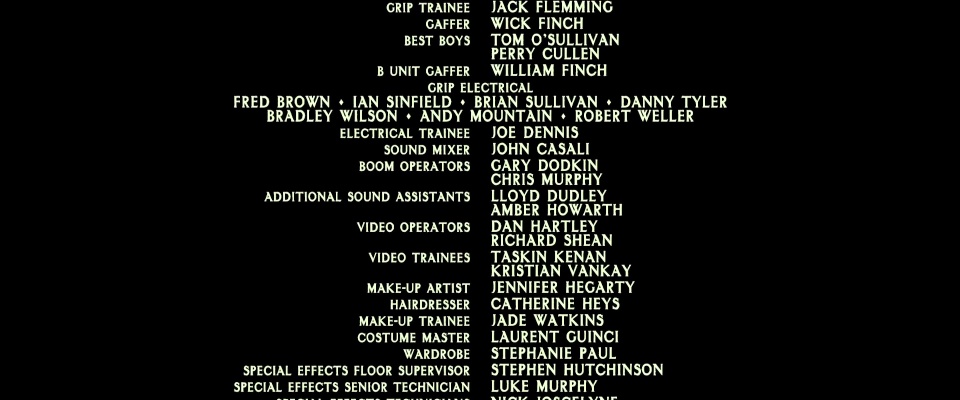 GRIP TRAINEE JACK FLEMMING
GAFFER WICK FINCH
BEST BOYS TOM O'SULLIVAN
PERRY CULLEN
B UNIT GAFFER WILLIAM FINCH
GRIP ELECTRICAL
FRED BROWN • IAN SINFIELD • BRIAN SULLIVAN • DANNY TYLER
BRADLEY WILSON • ANDY MOUNTAIN • ROBERT WELLER
ELECTRICAL TRAINEE JOE DENNIS
SOUND MIXER JOHN CASALI
BOOM OPERATORS GARY DODKIN
CHRIS MURPHY
ADDITIONAL SOUND ASSISTANTS LLOYD DUDLEY
AMBER HOWARTH
VIDEO OPERATORS DAN HARTLEY
RICHARD SHEAN
VIDEO TRAINEES TASKIN KENAN
KRISTIAN VANKAY
MAKE-UP ARTIST JENNIFER HEGARTY
HAIRDRESSER CATHERINE HEYS
MAKE-UP TRAINEE JADE WATKINS
COSTUME MASTER LAURENT GUINCI
WARDROBE STEPHANIE PAUL
SPECIAL EFFECTS FLOOR SUPERVISOR STEPHEN HUTCHINSON
SPECIAL EFFECTS SENIOR TECHNICIAN LUKE MURPHY